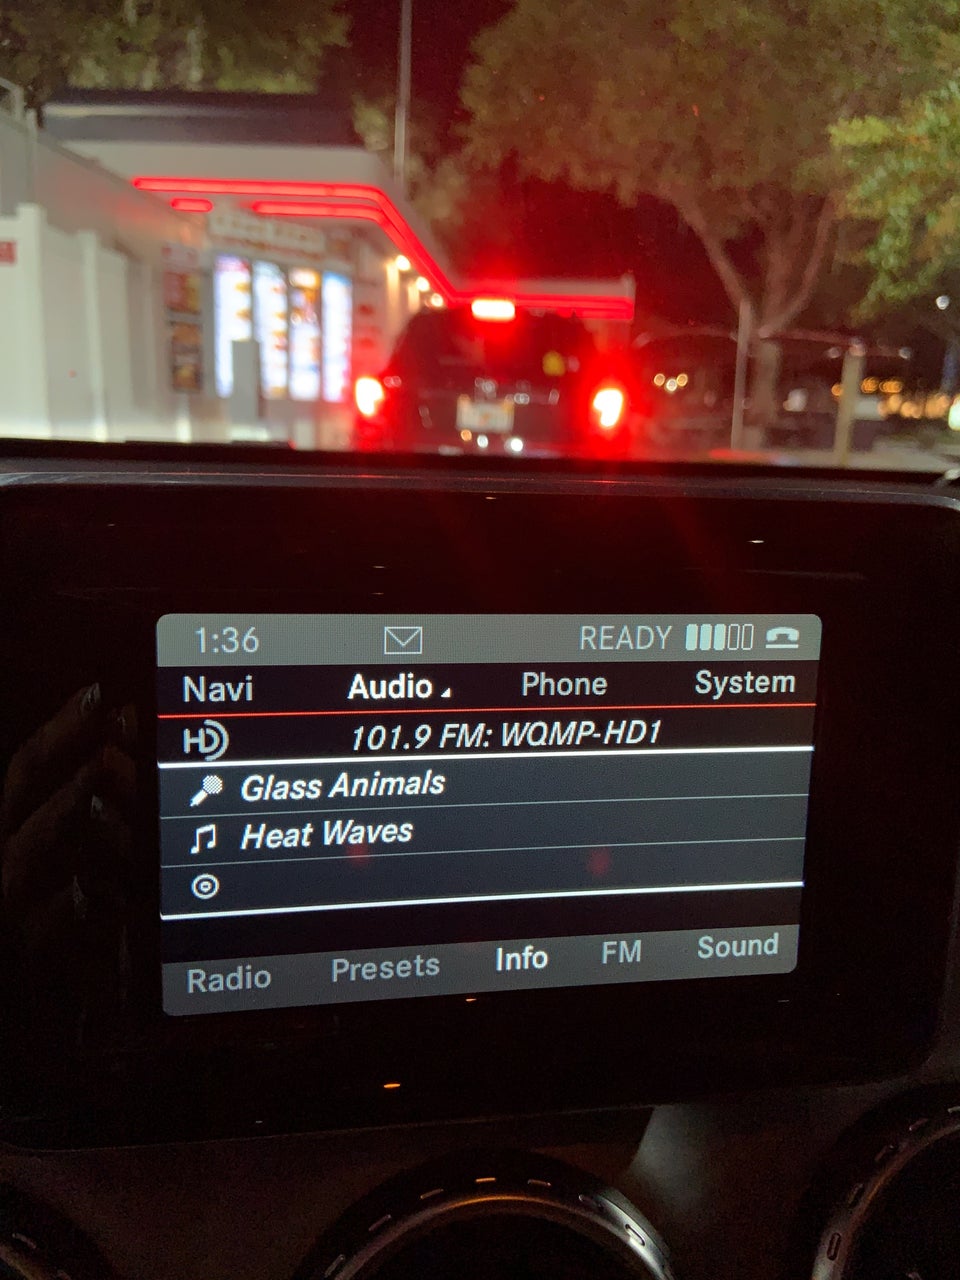 1:36 READY
Navi Audio Phone System
HD 101.9 FM: WQMP-HD1
Glass Animals
Heat Waves
Radio Presets Info FM Sound